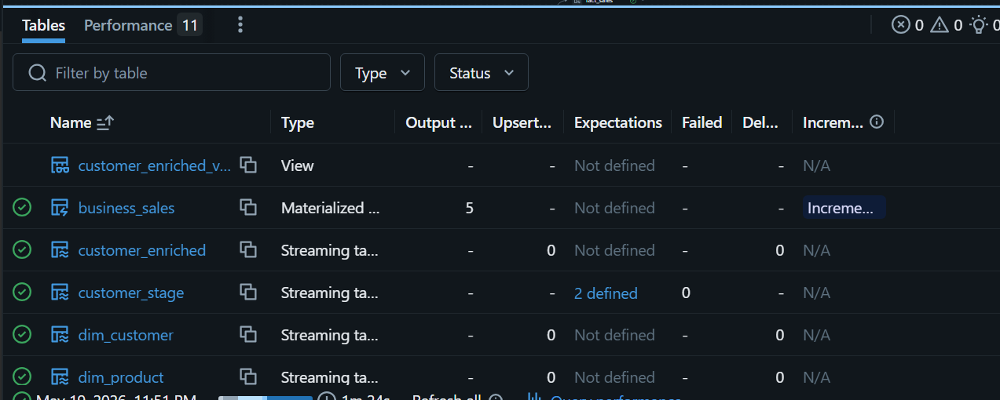 fact_sales
Tables Performance 11 0 0 0
Filter by table Type Status
Name Type Output ... Upsert... Expectations Failed Del... Increm...
customer_enriched_v... View - - Not defined - - N/A
business_sales Materialized ... 5 - Not defined - - Increme...
customer_enriched Streaming ta... - 0 Not defined - 0 N/A
customer_stage Streaming ta... - - 2 defined 0 - N/A
dim_customer Streaming ta... - 0 Not defined - 0 N/A
dim_product Streaming ta... - 0 Not defined - 0 N/A
May 19, 2026, 11:51 PM 1m 24s Refresh all Query performance